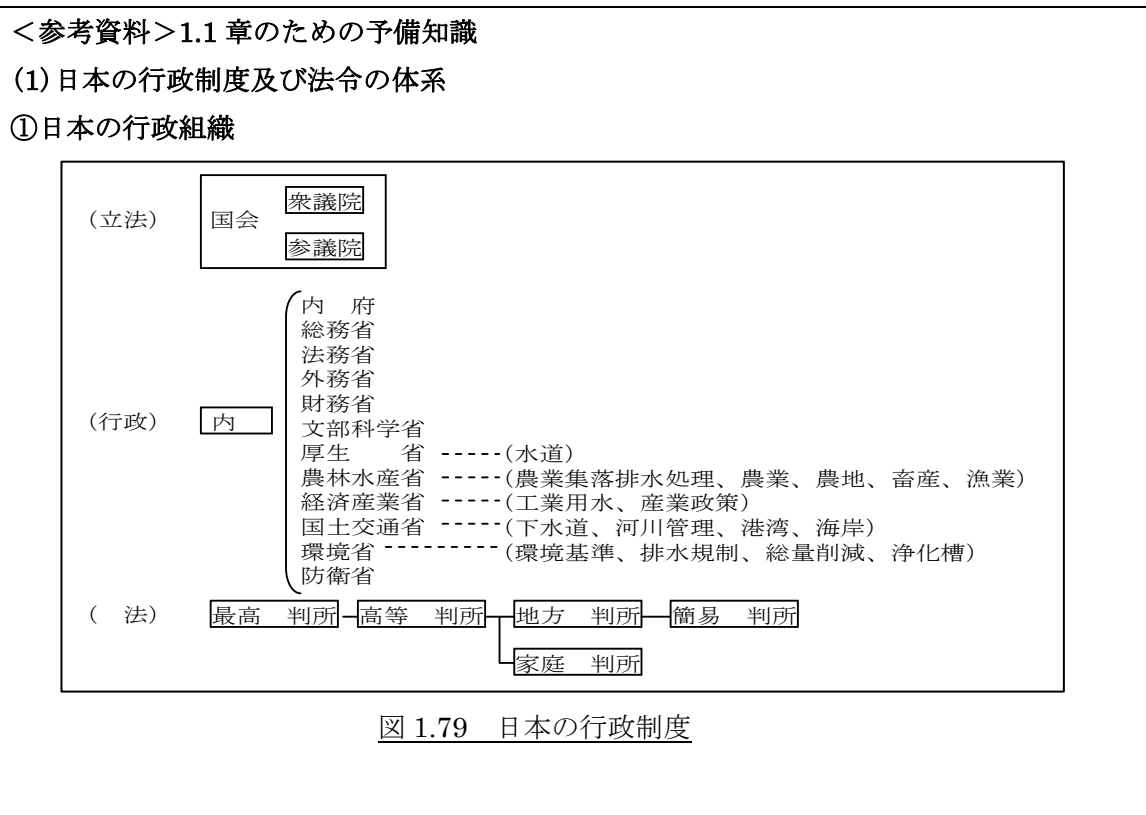 ＜参考資料＞1.1 章のための予備知識
(1)日本の行政制度及び法令の体系
①日本の行政組織
(立法)
国会
衆議院
参議院
(行政)
内
内　府
総務省
法務省
外務省
財務省
文部科学省
厚生　　省 -----(水道)
農林水産省 -----(農業集落排水処理、農業、農地、畜産、漁業)
経済産業省 -----(工業用水、産業政策)
国土交通省 -----(下水道、河川管理、港湾、海岸)
環境省 ----------(環境基準、排水規制、総量削減、浄化槽)
防衛省
(　法)
最高　判所
高等　判所
地方　判所
簡易　判所
家庭　判所
図 1.79　日本の行政制度